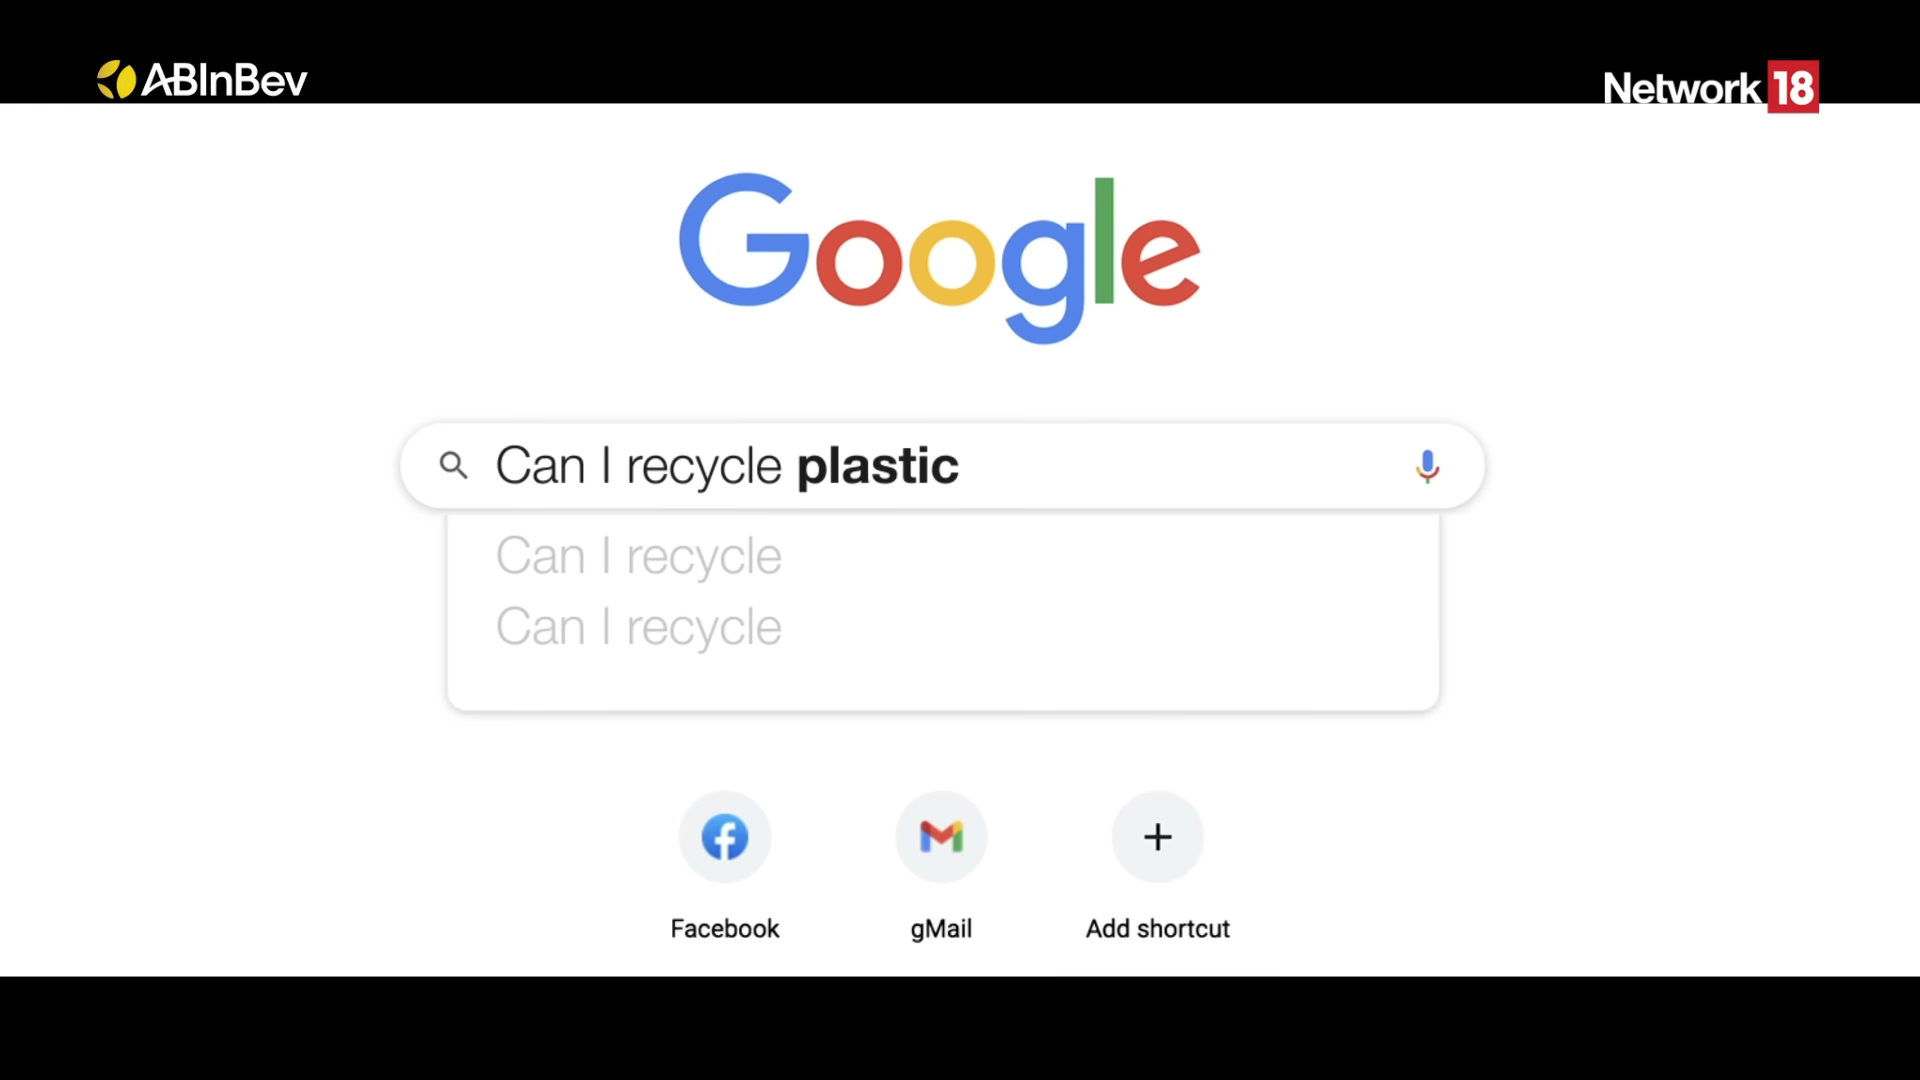 ABInBev
Network 18
Google
Can I recycle plastic
Can I recycle
Can I recycle
Facebook
gMail
Add shortcut